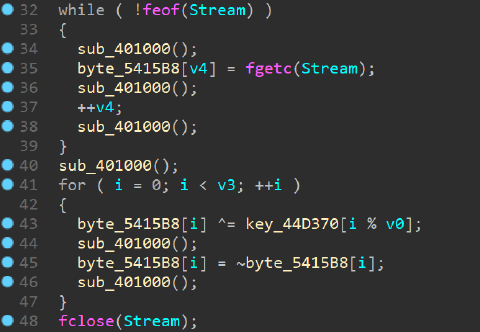 32 while ( !feof(Stream) )
33 {
34 sub_401000();
35 byte_5415B8[v4] = fgetc(Stream);
36 sub_401000();
37 ++v4;
38 sub_401000();
39 }
40 sub_401000();
41 for ( i = 0; i < v3; ++i )
42 {
43 byte_5415B8[i] ^= key_44D370[i % v0];
44 sub_401000();
45 byte_5415B8[i] = ~byte_5415B8[i];
46 sub_401000();
47 }
48 fclose(Stream);